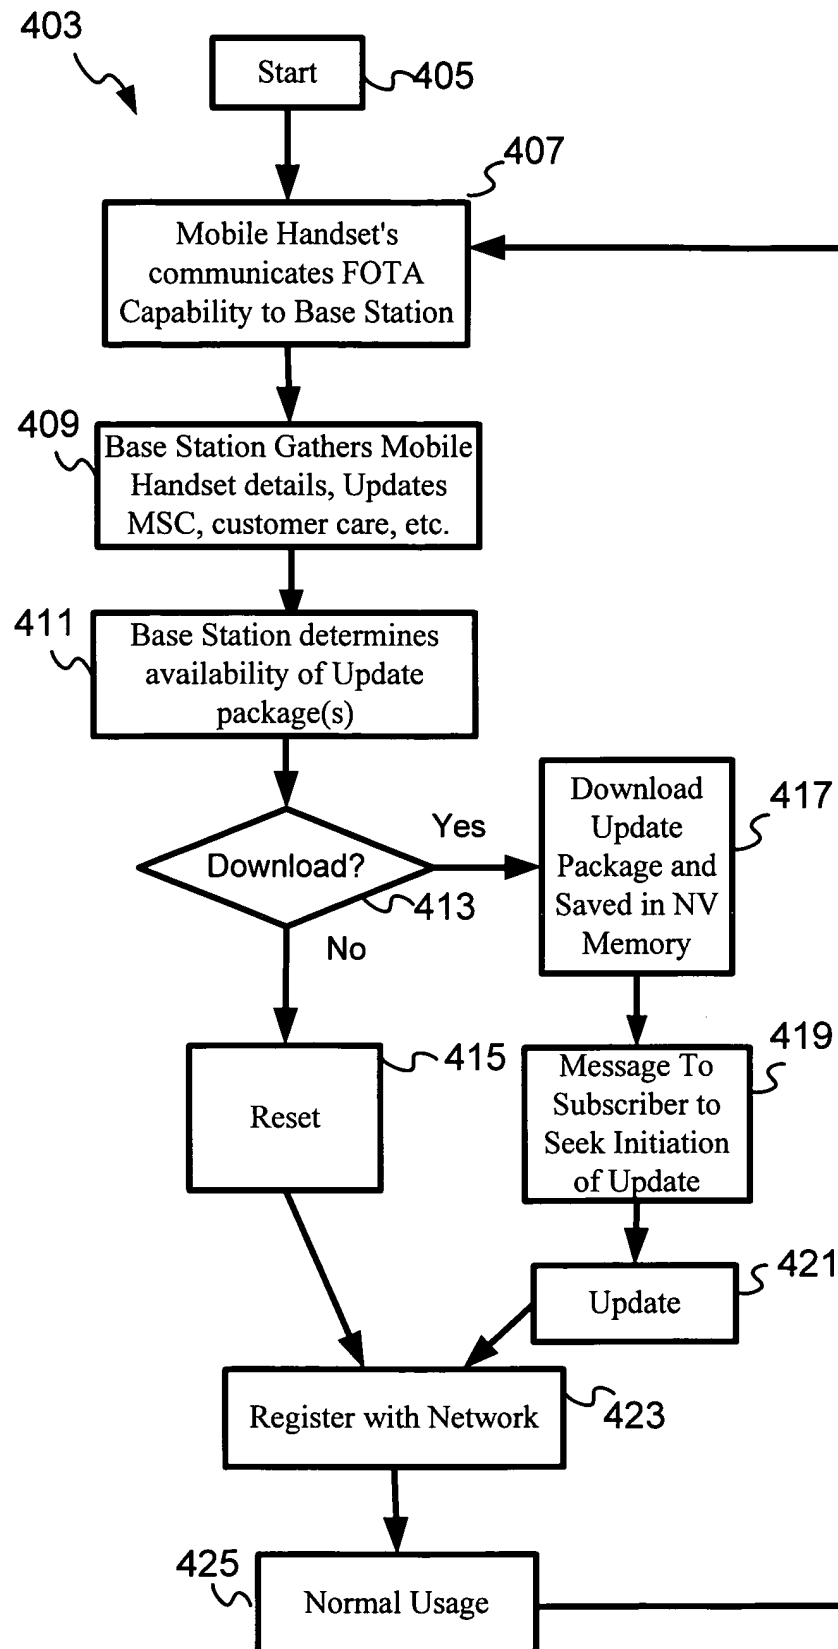 403
Start
405
407
Mobile Handset's
communicates FOTA
Capability to Base Station
409
Base Station Gathers Mobile
Handset details, Updates
MSC, customer care, etc.
411
Base Station determines
availability of Update
package(s)
Download?
413
Yes
No
Download
Update
Package and
Saved in NV
Memory
417
Reset
415
Message To
Subscriber to
Seek Initiation
of Update
419
Update
421
Register with Network
423
425
Normal Usage